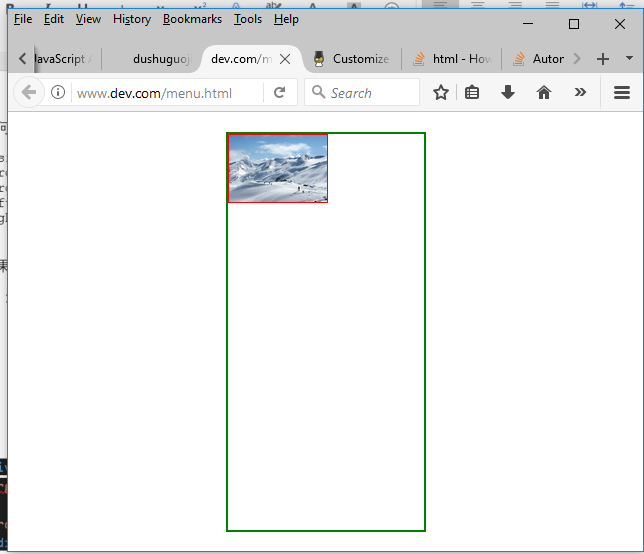 File Edit View History Bookmarks Tools Help
JavaScript dushuguoji dev.com/m Customize html - How Autor
www.dev.com/menu.html Search